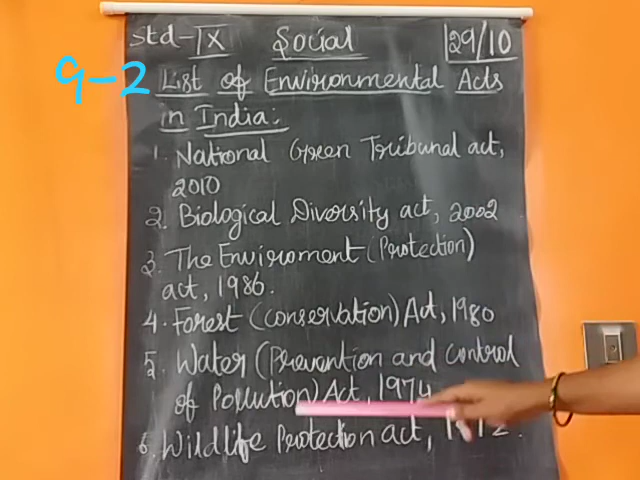 Std-IX Social 29/10
9-2
List of Environmental Acts
in India:
1. National Green Tribunal act,
2010
2. Biological Diversity act, 2002
3. The Enviroment (Protection)
act, 1986.
4. Forest (conservation) Act, 1980
5. Water (Prevention and control
of Pollution) Act, 1974
6. Wildlife Protection act, 1972.